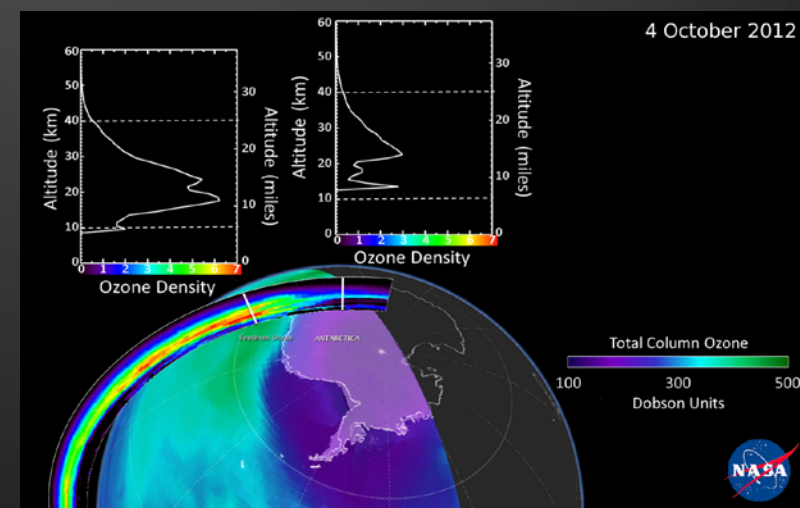 4 October 2012
60
50
40
30
20
10
0
Altitude (km)
30
20
10
0
Altitude (miles)
0 1 2 3 4 5 6 7
Ozone Density
60
50
40
30
20
10
0
Altitude (km)
30
20
10
0
Altitude (miles)
0 1 2 3 4 5 6 7
Ozone Density
Southern Ocean
ANTARCTICA
Total Column Ozone
100 300 500
Dobson Units
NASA